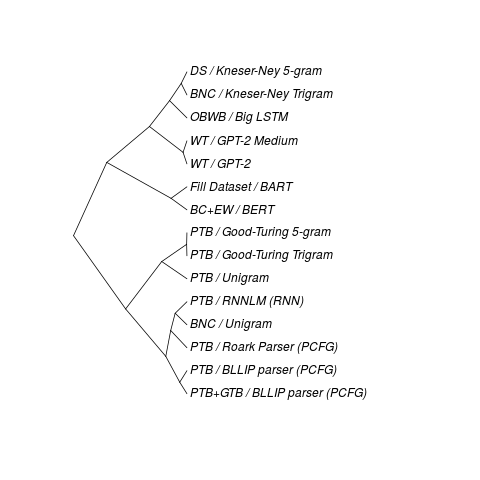 DS / Kneser-Ney 5-gram
BNC / Kneser-Ney Trigram
OBWB / Big LSTM
WT / GPT-2 Medium
WT / GPT-2
Fill Dataset / BART
BC+EW / BERT
PTB / Good-Turing 5-gram
PTB / Good-Turing Trigram
PTB / Unigram
PTB / RNNLM (RNN)
BNC / Unigram
PTB / Roark Parser (PCFG)
PTB / BLLIP parser (PCFG)
PTB+GTB / BLLIP parser (PCFG)